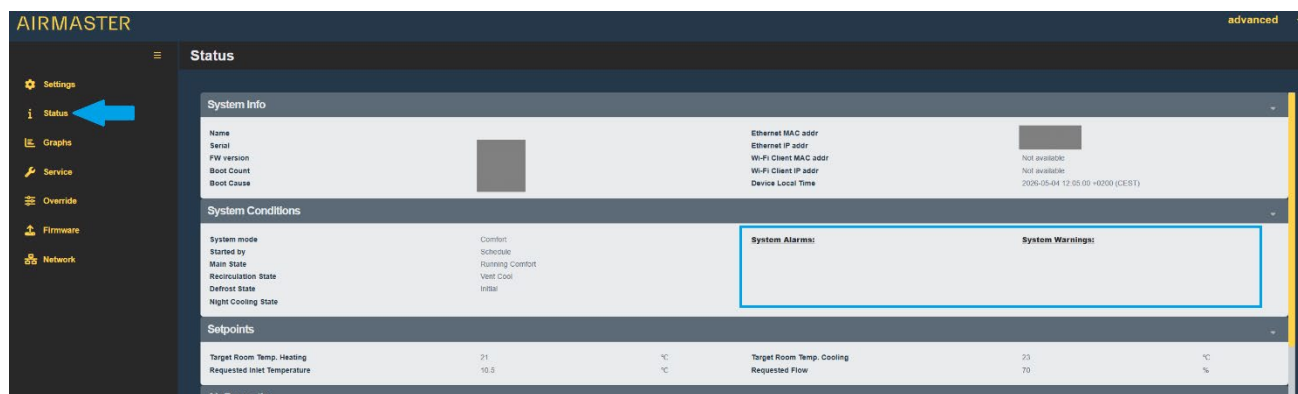 AIRMASTER
advanced
Status
Settings
Status
Graphs
Service
Override
Firmware
Network
System Info
Name
Serial
FW version
Boot Count
Boot Cause
Ethernet MAC addr
Ethernet IP addr
Wi-Fi Client MAC addr Not available
Wi-Fi Client IP addr Not available
Device Local Time 2026-05-04 12:05:00 +0200 (CEST)
System Conditions
System mode Comfort
Started by Schedule
Main State Running Comfort
Recirculation State Vent Cool
Defrost State Initial
Night Cooling State
System Alarms: System Warnings:
Setpoints
Target Room Temp. Heating 21 °C Target Room Temp. Cooling 23 °C
Requested Inlet Temperature 10.5 °C Requested Flow 70 %